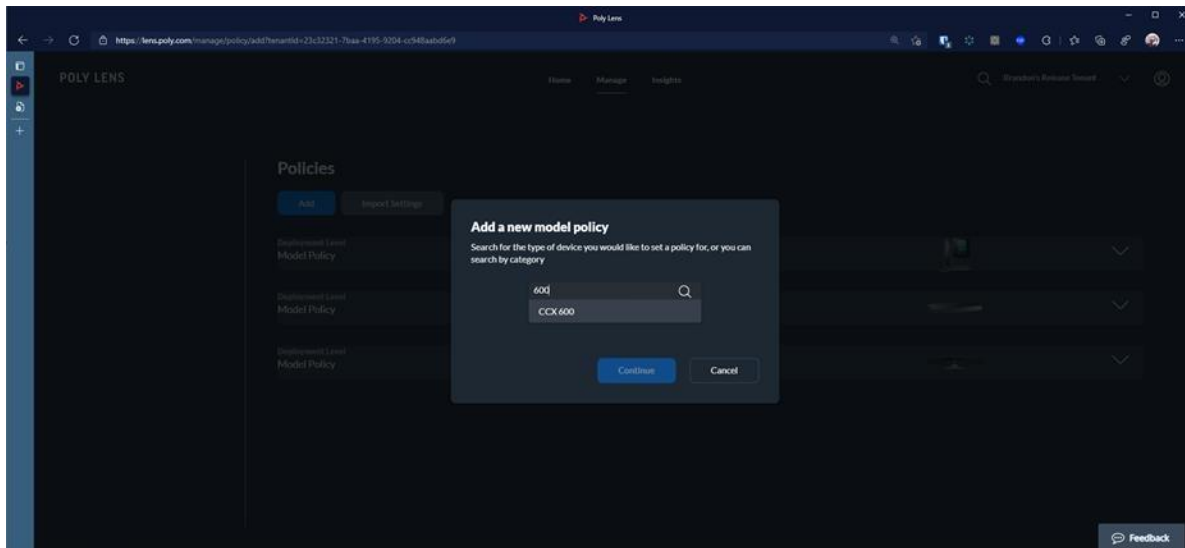 Poly Lens
https://lens.poly.com/manage/policy/add?tenantId=23c32321-7baa-4195-9204-cc948aabd6e9
POLY LENS
Home Manage Insights
Brandon's Release Tenant
Policies
Add Import Settings
Deployment Level
Model Policy
Deployment Level
Model Policy
Deployment Level
Model Policy
Add a new model policy
Search for the type of device you would like to set a policy for, or you can
search by category
600
CCX 600
Continue Cancel
Feedback